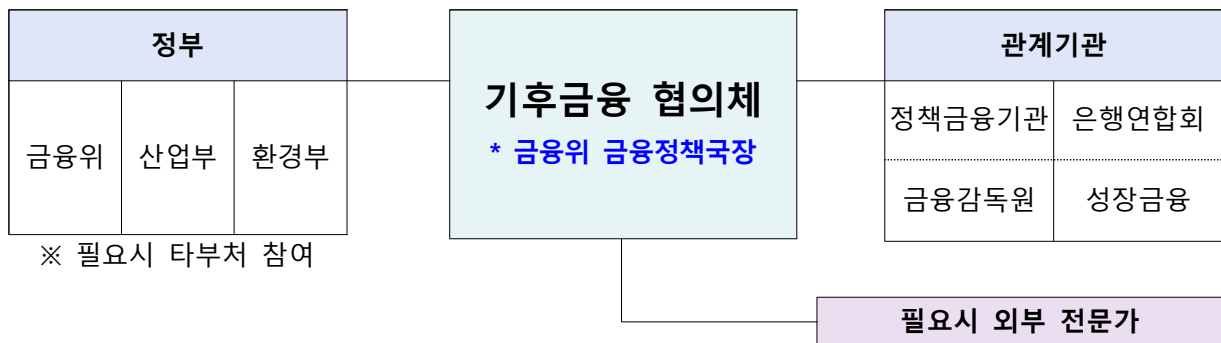 정부
금융위 산업부 환경부
※ 필요시 타부처 참여
기후금융 협의체
* 금융위 금융정책국장
관계기관
정책금융기관 은행연합회
금융감독원 성장금융
필요시 외부 전문가